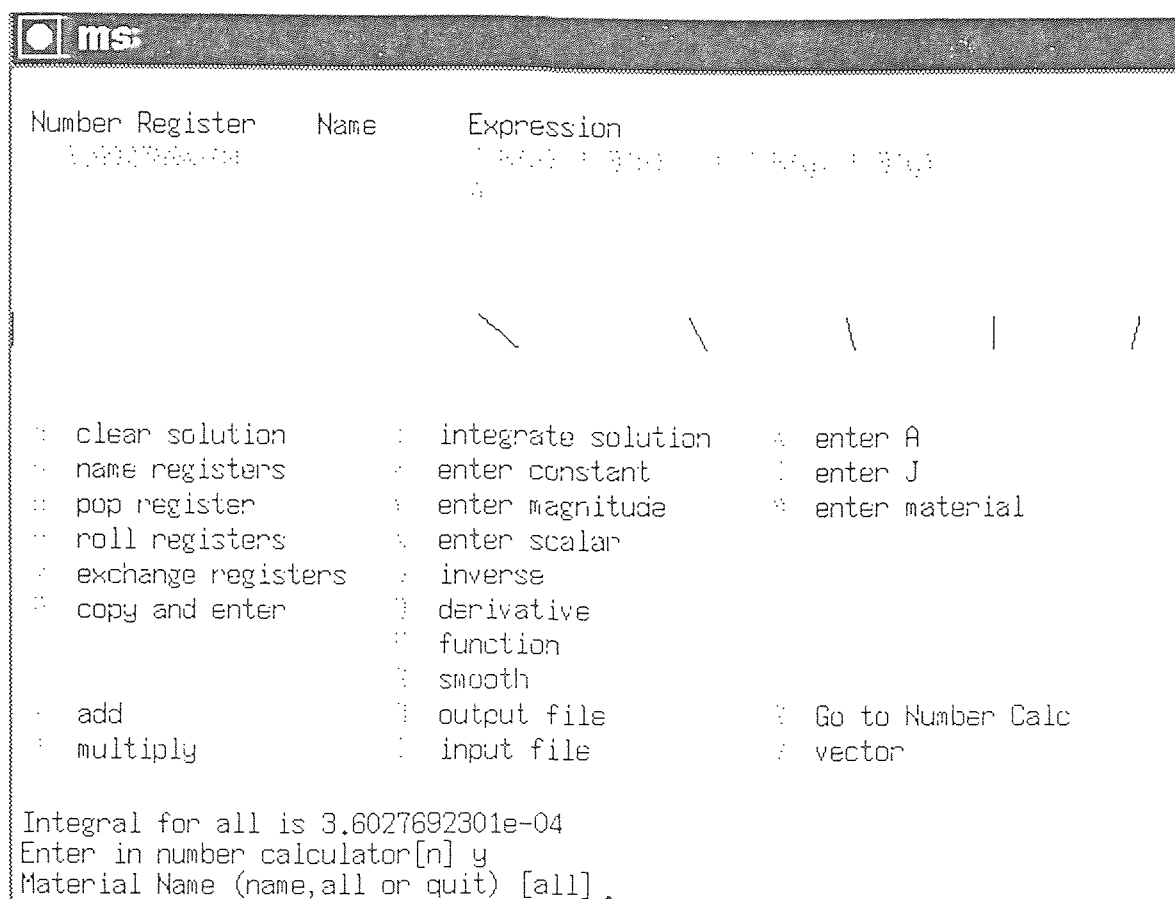 ms
Number Register Name Expression
clear solution integrate solution enter A
name registers enter constant enter J
pop register enter magnitude enter material
roll registers enter scalar
exchange registers inverse
copy and enter derivative
function
smooth
add output file Go to Number Calc
multiply input file vector
Integral for all is 3.6027692301e-04
Enter in number calculator[n] y
Material Name (name,all or quit) [all]